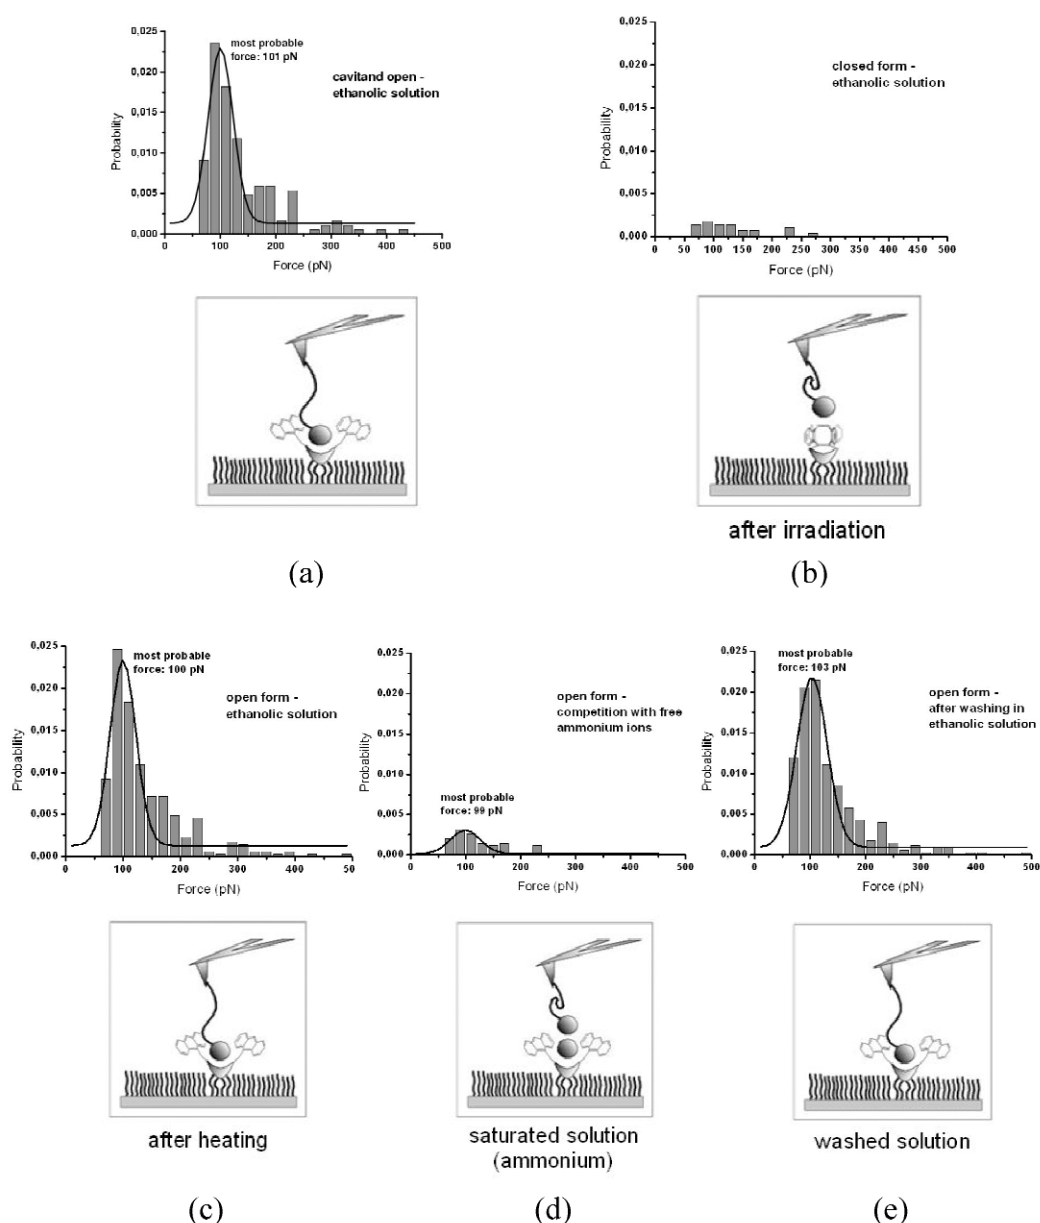 0,025
0,020
0,015
0,010
0,005
0,000
Probability
most probable
force: 101 pN
cavitand open -
ethanolic solution
0 100 200 300 400 500
Force (pN)
0,025
0,020
0,015
0,010
0,005
0,000
Probability
closed form -
ethanolic solution
0 50 100 150 200 250 300 350 400 450 500
Force (pN)
after irradiation
(a)
(b)
0,025
0,020
0,015
0,010
0,005
0,000
Probability
most probable
force: 100 pN
open form -
ethanolic solution
0 100 200 300 400 500
Force (pN)
0,025
0,020
0,015
0,010
0,005
0,000
Probability
open form -
competition with free
ammonium ions
most probable
force: 99 pN
0 100 200 300 400 500
Force (pN)
0,025
0,020
0,015
0,010
0,005
0,000
Probability
most probable
force: 103 pN
open form -
after washing in
ethanolic solution
0 100 200 300 400 500
Force (pN)
after heating
saturated solution
(ammonium)
washed solution
(c)
(d)
(e)